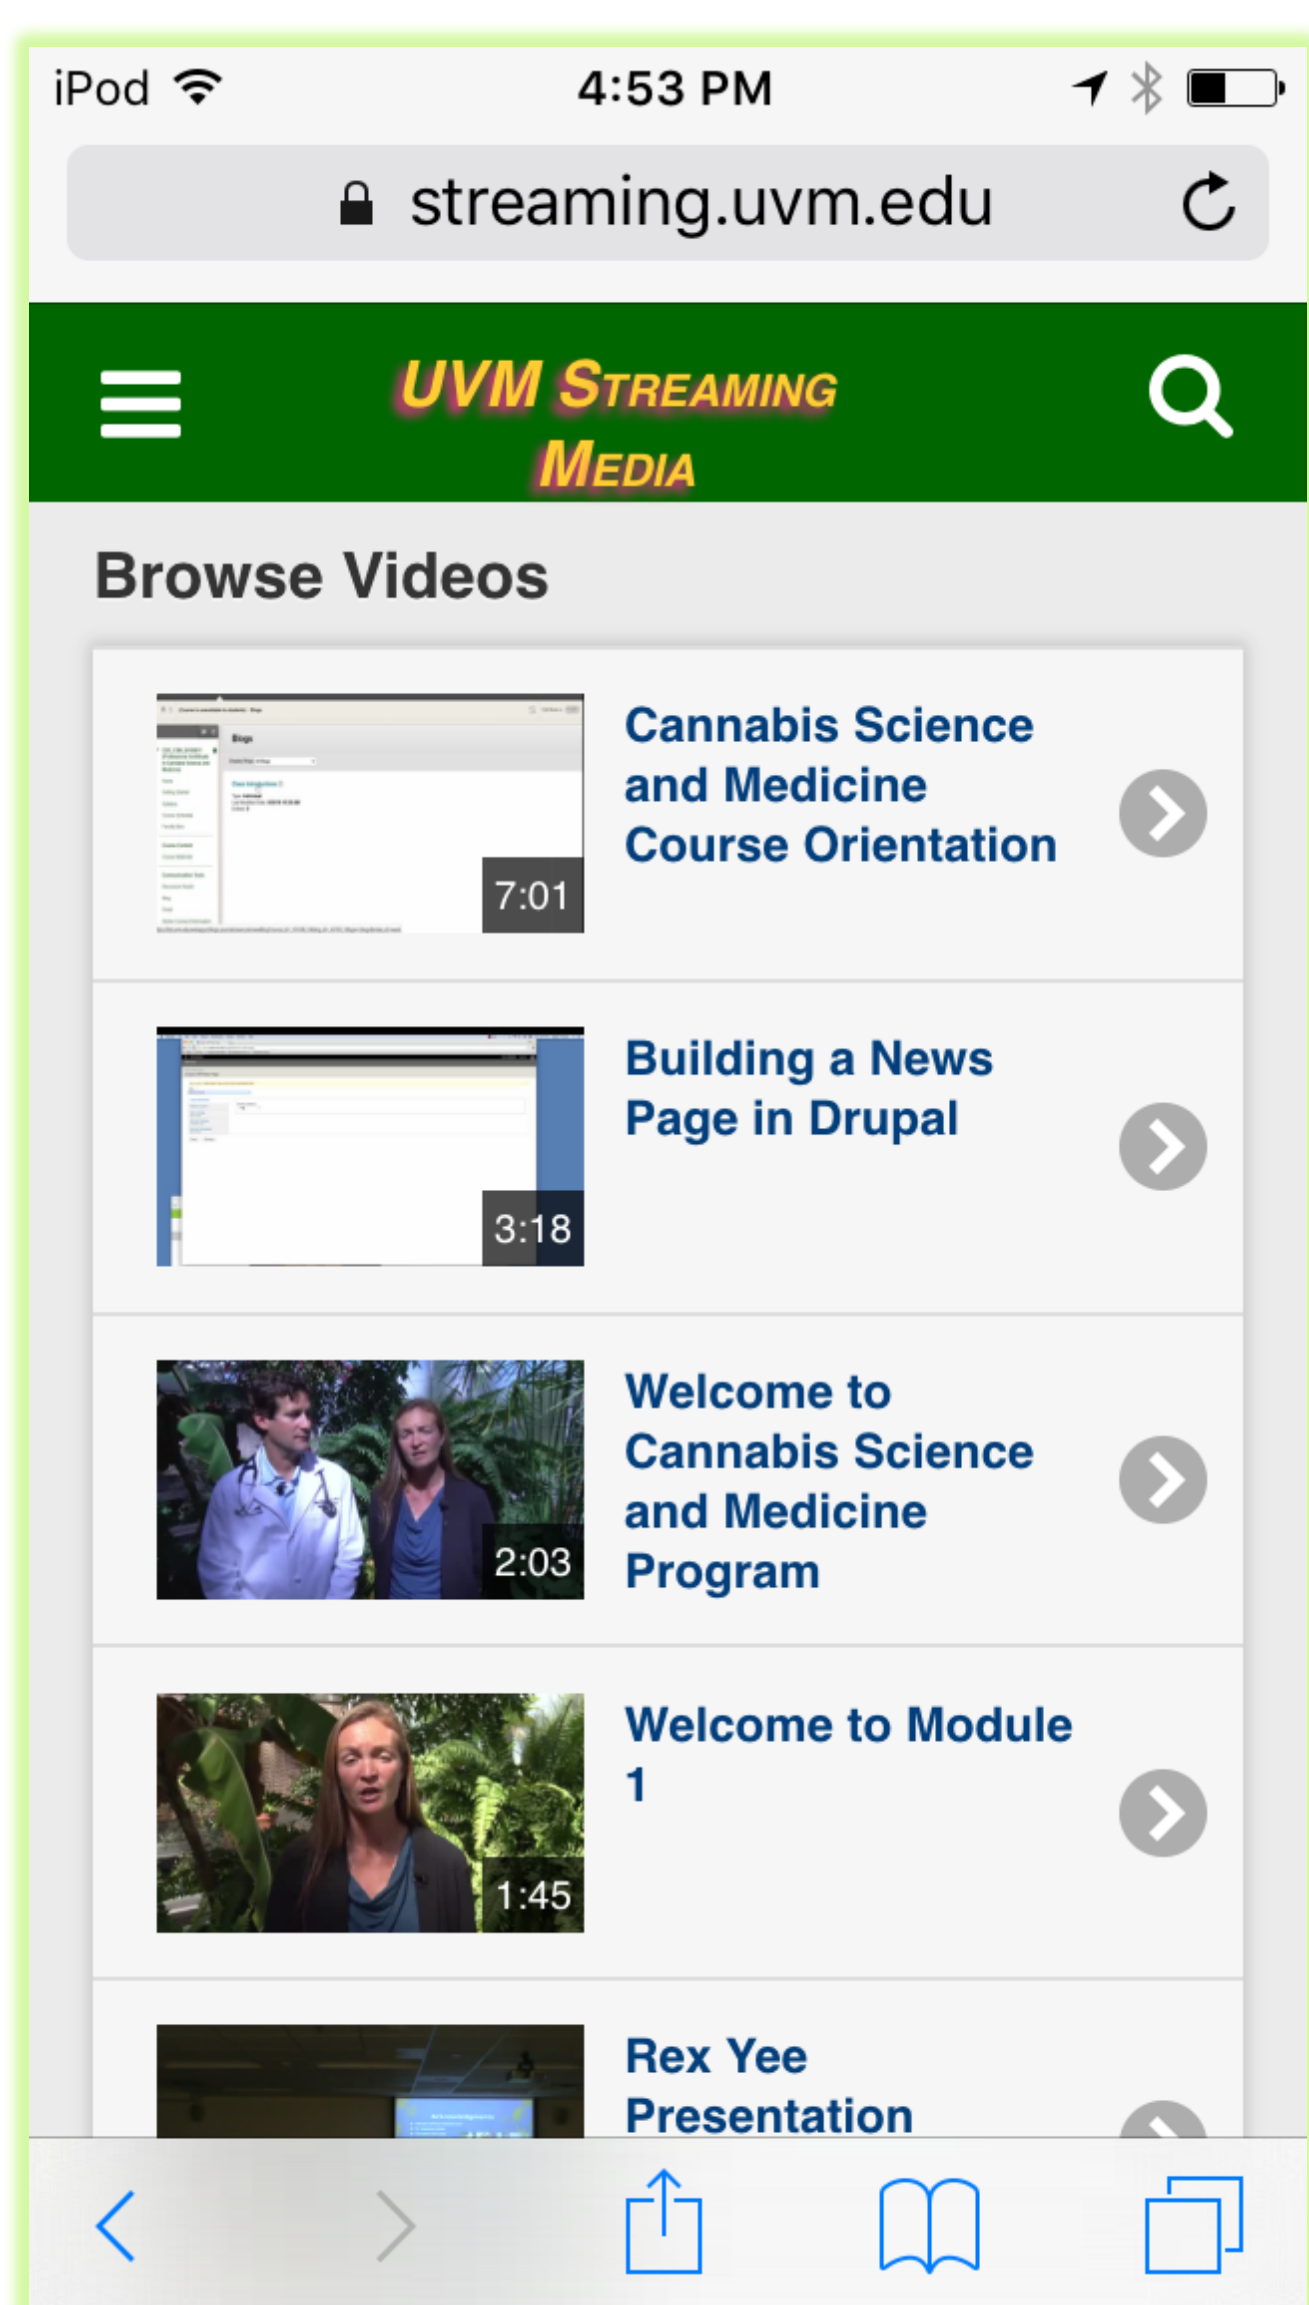 iPod 4:53 PM
streaming.uvm.edu
UVM STREAMING
MEDIA
Browse Videos
Blogs
7:01
Cannabis Science
and Medicine
Course Orientation
3:18
Building a News
Page in Drupal
2:03
Welcome to
Cannabis Science
and Medicine
Program
1:45
Welcome to Module
1
Acknowledgements
Rex Yee
Presentation